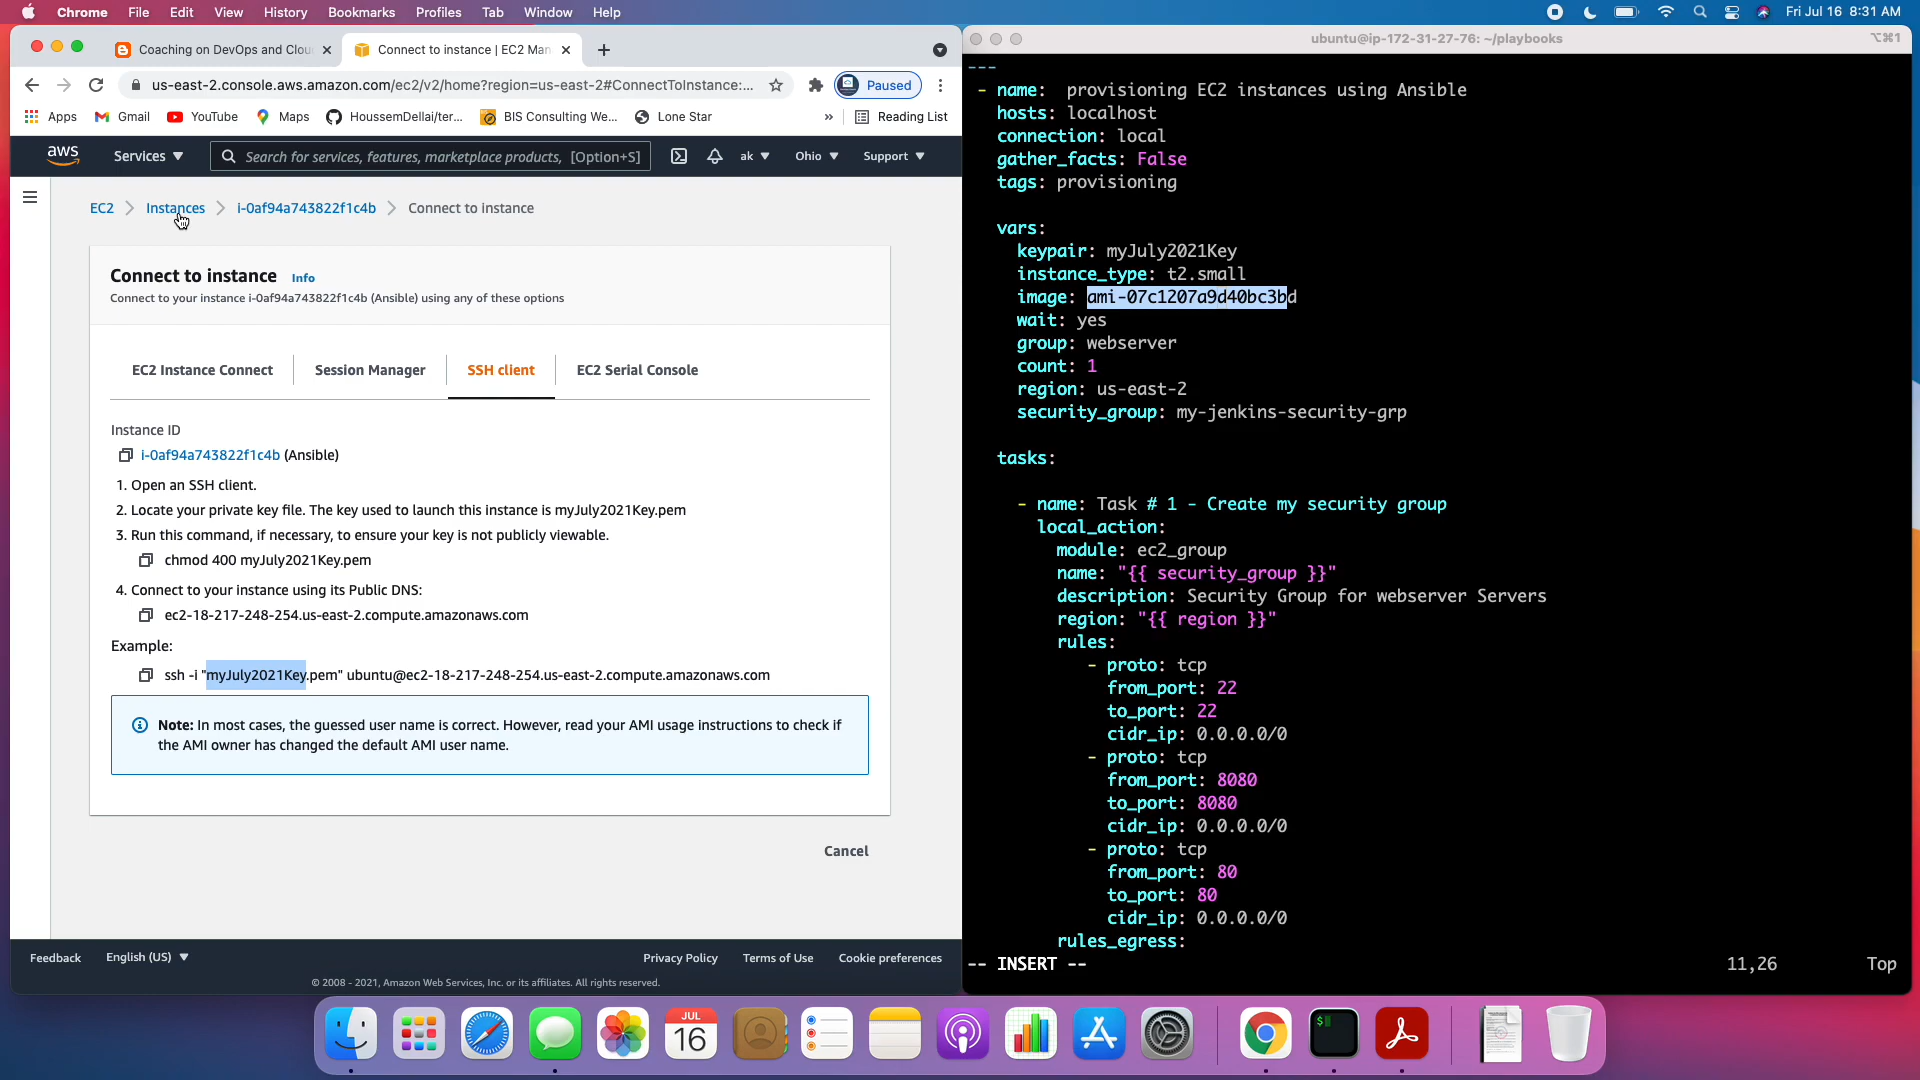 Chrome File Edit View History Bookmarks Profiles Tab Window Help Fri Jul 16 8:31 AM
Coaching on DevOps and Clou
Connect to instance | EC2 Man
us-east-2.console.aws.amazon.com/ec2/v2/home?region=us-east-2#ConnectToInstance:...
Paused
Apps Gmail YouTube Maps HoussemDellai/ter... BIS Consulting We... Lone Star » Reading List
aws Services Search for services, features, marketplace products, [Option+S] ak Ohio Support
EC2 Instances i-0af94a743822f1c4b Connect to instance
Connect to instance Info
Connect to your instance i-0af94a743822f1c4b (Ansible) using any of these options
EC2 Instance Connect Session Manager SSH client EC2 Serial Console
Instance ID
i-0af94a743822f1c4b (Ansible)
1. Open an SSH client.
2. Locate your private key file. The key used to launch this instance is myJuly2021Key.pem
3. Run this command, if necessary, to ensure your key is not publicly viewable.
chmod 400 myJuly2021Key.pem
4. Connect to your instance using its Public DNS:
ec2-18-217-248-254.us-east-2.compute.amazonaws.com
Example:
ssh -i "myJuly2021Key.pem" ubuntu@ec2-18-217-248-254.us-east-2.compute.amazonaws.com
Note: In most cases, the guessed user name is correct. However, read your AMI usage instructions to check if
the AMI owner has changed the default AMI user name.
Cancel
Feedback English (US) Privacy Policy Terms of Use Cookie preferences
© 2008 - 2021, Amazon Web Services, Inc. or its affiliates. All rights reserved.
ubuntu@ip-172-31-27-76: ~/playbooks ⌥⌘1
---
- name:  provisioning EC2 instances using Ansible
hosts: localhost
connection: local
gather_facts: False
tags: provisioning
vars:
keypair: myJuly2021Key
instance_type: t2.small
image: ami-07c1207a9d40bc3bd
wait: yes
group: webserver
count: 1
region: us-east-2
security_group: my-jenkins-security-grp
tasks:
- name: Task # 1 - Create my security group
local_action:
module: ec2_group
name: "{{ security_group }}"
description: Security Group for webserver Servers
region: "{{ region }}"
rules:
- proto: tcp
from_port: 22
to_port: 22
cidr_ip: 0.0.0.0/0
- proto: tcp
from_port: 8080
to_port: 8080
cidr_ip: 0.0.0.0/0
- proto: tcp
from_port: 80
to_port: 80
cidr_ip: 0.0.0.0/0
rules_egress:
-- INSERT -- 11,26 Top
JUL
16